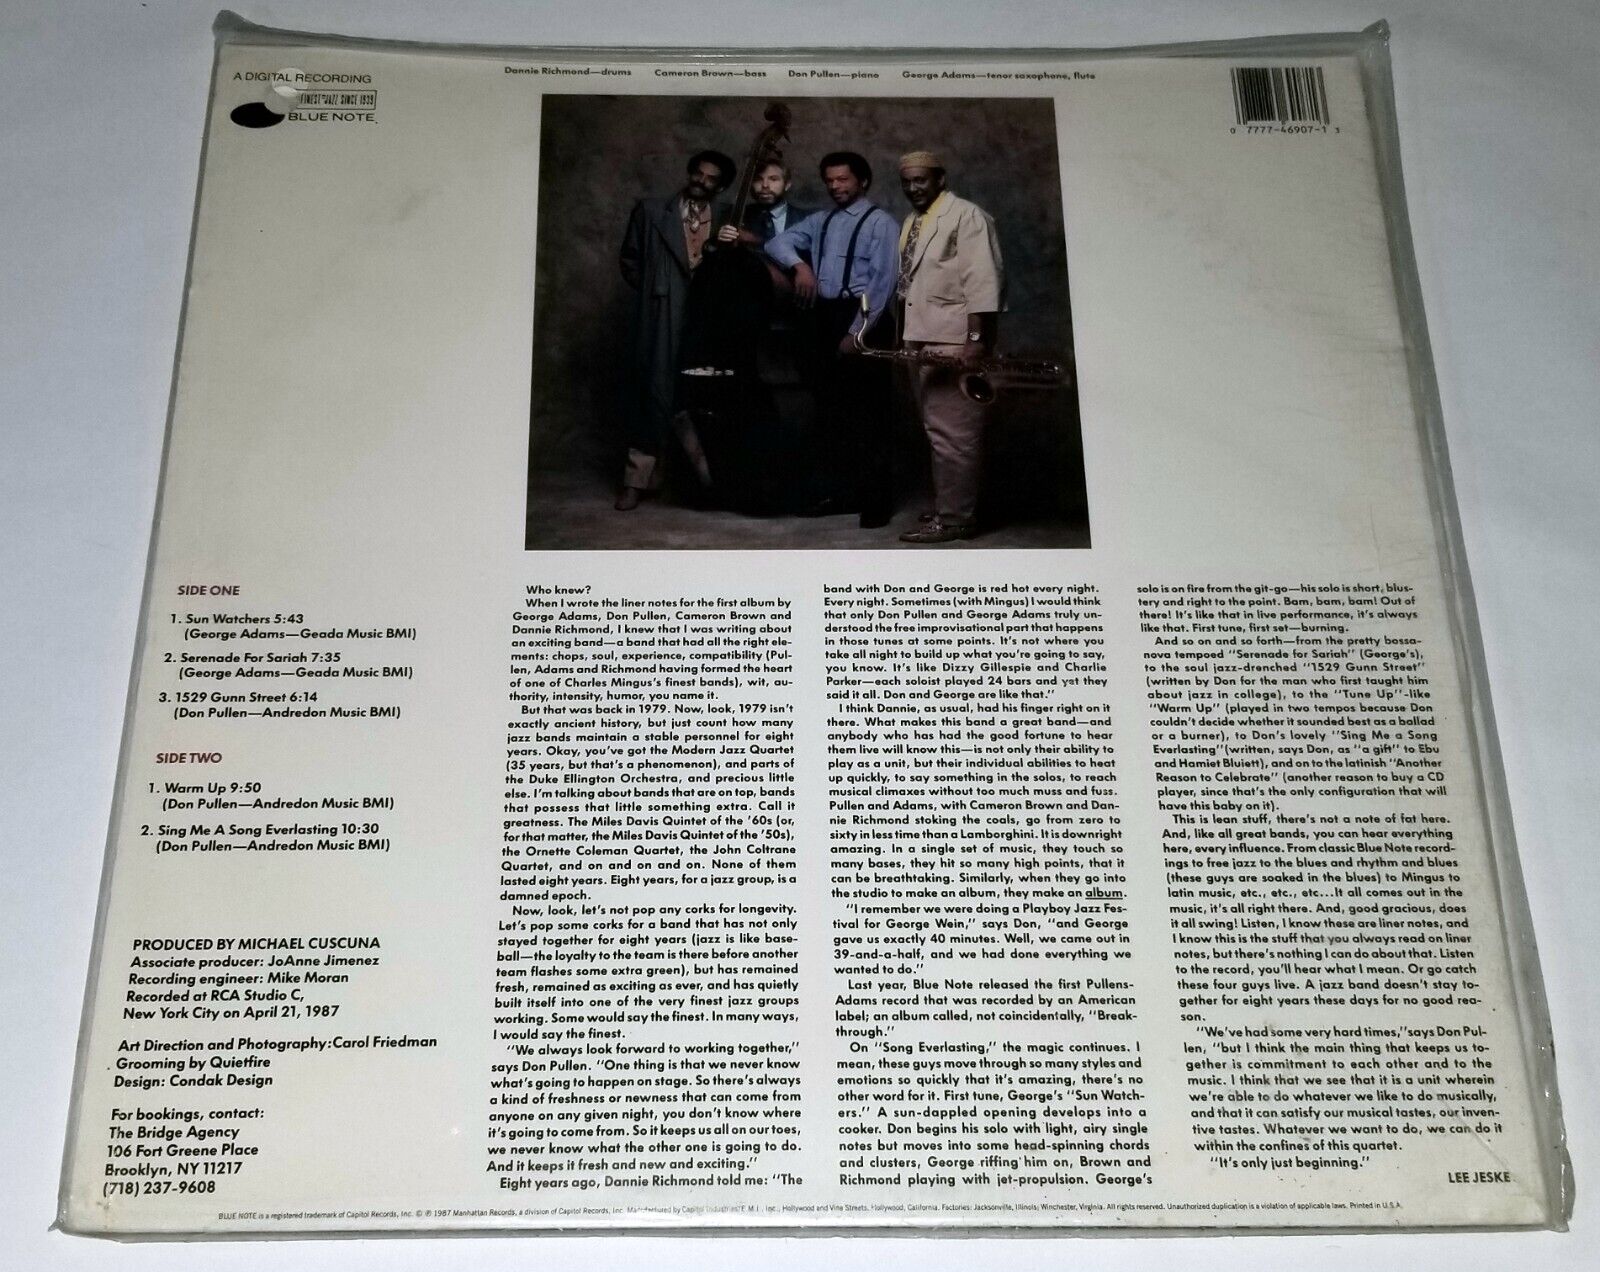 A DIGITAL RECORDING
FINEST IN JAZZ SINCE 1939
BLUE NOTE
Dannie Richmond—drums Cameron Brown—bass Don Pullen—piano George Adams—tenor saxophone, flute
0 7777-46907-1 3
SIDE ONE
1. Sun Watchers 5:43
(George Adams—Geada Music BMI)
2. Serenade For Sariah 7:35
(George Adams—Geada Music BMI)
3. 1529 Gunn Street 6:14
(Don Pullen—Andredon Music BMI)
SIDE TWO
1. Warm Up 9:50
(Don Pullen—Andredon Music BMI)
2. Sing Me A Song Everlasting 10:30
(Don Pullen—Andredon Music BMI)
PRODUCED BY MICHAEL CUSCUNA
Associate producer: JoAnne Jimenez
Recording engineer: Mike Moran
Recorded at RCA Studio C,
New York City on April 21, 1987
Art Direction and Photography: Carol Friedman
Grooming by Quietfire
Design: Condak Design
For bookings, contact:
The Bridge Agency
106 Fort Greene Place
Brooklyn, NY 11217
(718) 237-9608
Who knew?
When I wrote the liner notes for the first album by
George Adams, Don Pullen, Cameron Brown and
Dannie Richmond, I knew that I was writing about
an exciting band—a band that had all the right ele-
ments: chops, soul, experience, compatibility (Pul-
len, Adams and Richmond having formed the heart
of one of Charles Mingus's finest bands), wit, au-
thority, intensity, humor, you name it.
But that was back in 1979. Now, look, 1979 isn't
exactly ancient history, but just count how many
jazz bands maintain a stable personnel for eight
years. Okay, you've got the Modern Jazz Quartet
(35 years, but that's a phenomenon), and parts of
the Duke Ellington Orchestra, and precious little
else. I'm talking about bands that are on top, bands
that possess that little something extra. Call it
greatness. The Miles Davis Quintet of the '60s (or,
for that matter, the Miles Davis Quintet of the '50s),
the Ornette Coleman Quartet, the John Coltrane
Quartet, and on and on and on. None of them
lasted eight years. Eight years, for a jazz group, is a
damned epoch.
Now, look, let's not pop any corks for longevity.
Let's pop some corks for a band that has not only
stayed together for eight years (jazz is like base-
ball—the loyalty to the team is there before another
team flashes some extra green), but has remained
fresh, remained as exciting as ever, and has quietly
built itself into one of the very finest jazz groups
working. Some would say the finest. In many ways,
I would say the finest.
"We always look forward to working together,"
says Don Pullen. "One thing is that we never know
what's going to happen on stage. So there's always
a kind of freshness or newness that can come from
anyone on any given night, you don't know where
it's going to come from. So it keeps us all on our toes,
we never know what the other one is going to do.
And it keeps it fresh and new and exciting."
Eight years ago, Dannie Richmond told me: "The
band with Don and George is red hot every night.
Every night. Sometimes (with Mingus) I would think
that only Don Pullen and George Adams truly un-
derstood the free improvisational part that happens
in those tunes at some points. It's not where you
take all night to build up what you're going to say,
you know. It's like Dizzy Gillespie and Charlie
Parker—each soloist played 24 bars and yet they
said it all. Don and George are like that."
I think Dannie, as usual, had his finger right on it
there. What makes this band a great band—and
anybody who has had the good fortune to hear
them live will know this—is not only their ability to
play as a unit, but their individual abilities to heat
up quickly, to say something in the solos, to reach
musical climaxes without too much muss and fuss.
Pullen and Adams, with Cameron Brown and Dan-
nie Richmond stoking the coals, go from zero to
sixty in less time than a Lamborghini. It is downright
amazing. In a single set of music, they touch so
many bases, they hit so many high points, that it
can be breathtaking. Similarly, when they go into
the studio to make an album, they make an album.
"I remember we were doing a Playboy Jazz Fes-
tival for George Wein," says Don, "and George
gave us exactly 40 minutes. Well, we came out in
39-and-a-half, and we had done everything we
wanted to do."
Last year, Blue Note released the first Pullens-
Adams record that was recorded by an American
label; an album called, not coincidentally, "Break-
through."
On "Song Everlasting," the magic continues. I
mean, these guys move through so many styles and
emotions so quickly that it's amazing, there's no
other word for it. First tune, George's "Sun Watch-
ers." A sun-dappled opening develops into a
cooker. Don begins his solo with light, airy single
notes but moves into some head-spinning chords
and clusters, George riffing him on, Brown and
Richmond playing with jet-propulsion. George's
solo is on fire from the git-go—his solo is short, blus-
tery and right to the point. Bam, bam, bam! Out of
there! It's like that in live performance, it's always
like that. First tune, first set—burning.
And so on and so forth—from the pretty bossa-
nova tempoed "Serenade for Sariah" (George's),
to the soul jazz-drenched "1529 Gunn Street"
(written by Don for the man who first taught him
about jazz in college), to the "Tune Up"-like
"Warm Up" (played in two tempos because Don
couldn't decide whether it sounded best as a ballad
or a burner), to Don's lovely "Sing Me a Song
Everlasting"(written, says Don, as "a gift" to Ebu
and Hamiet Bluiett), and on to the latinish "Another
Reason to Celebrate" (another reason to buy a CD
player, since that's the only configuration that will
have this baby on it).
This is lean stuff, there's not a note of fat here.
And, like all great bands, you can hear everything
here, every influence. From classic Blue Note record-
ings to free jazz to the blues and rhythm and blues
(these guys are soaked in the blues) to Mingus to
latin music, etc., etc., etc...It all comes out in the
music, it's all right there. And, good gracious, does
it all swing! Listen, I know these are liner notes, and
I know this is the stuff that you always read on liner
notes, but there's nothing I can do about that. Listen
to the record, you'll hear what I mean. Or go catch
these four guys live. A jazz band doesn't stay to-
gether for eight years these days for no good rea-
son.
"We've had some very hard times,"says Don Pul-
len, "but I think the main thing that keeps us to-
gether is commitment to each other and to the
music. I think that we see that it is a unit wherein
we're able to do whatever we like to do musically,
and that it can satisfy our musical tastes, our inven-
tive tastes. Whatever we want to do, we can do it
within the confines of this quartet.
"It's only just beginning."
LEE JESKE
BLUE NOTE is a registered trademark of Capitol Records, Inc. © ℗ 1987 Manhattan Records, a division of Capitol Records, Inc. Manufactured by Capitol Industries-E.M.I., Inc., Hollywood and Vine Streets, Hollywood, California. Factories: Jacksonville, Illinois; Winchester, Virginia. All rights reserved. Unauthorized duplication is a violation of applicable laws. Printed in U.S.A.